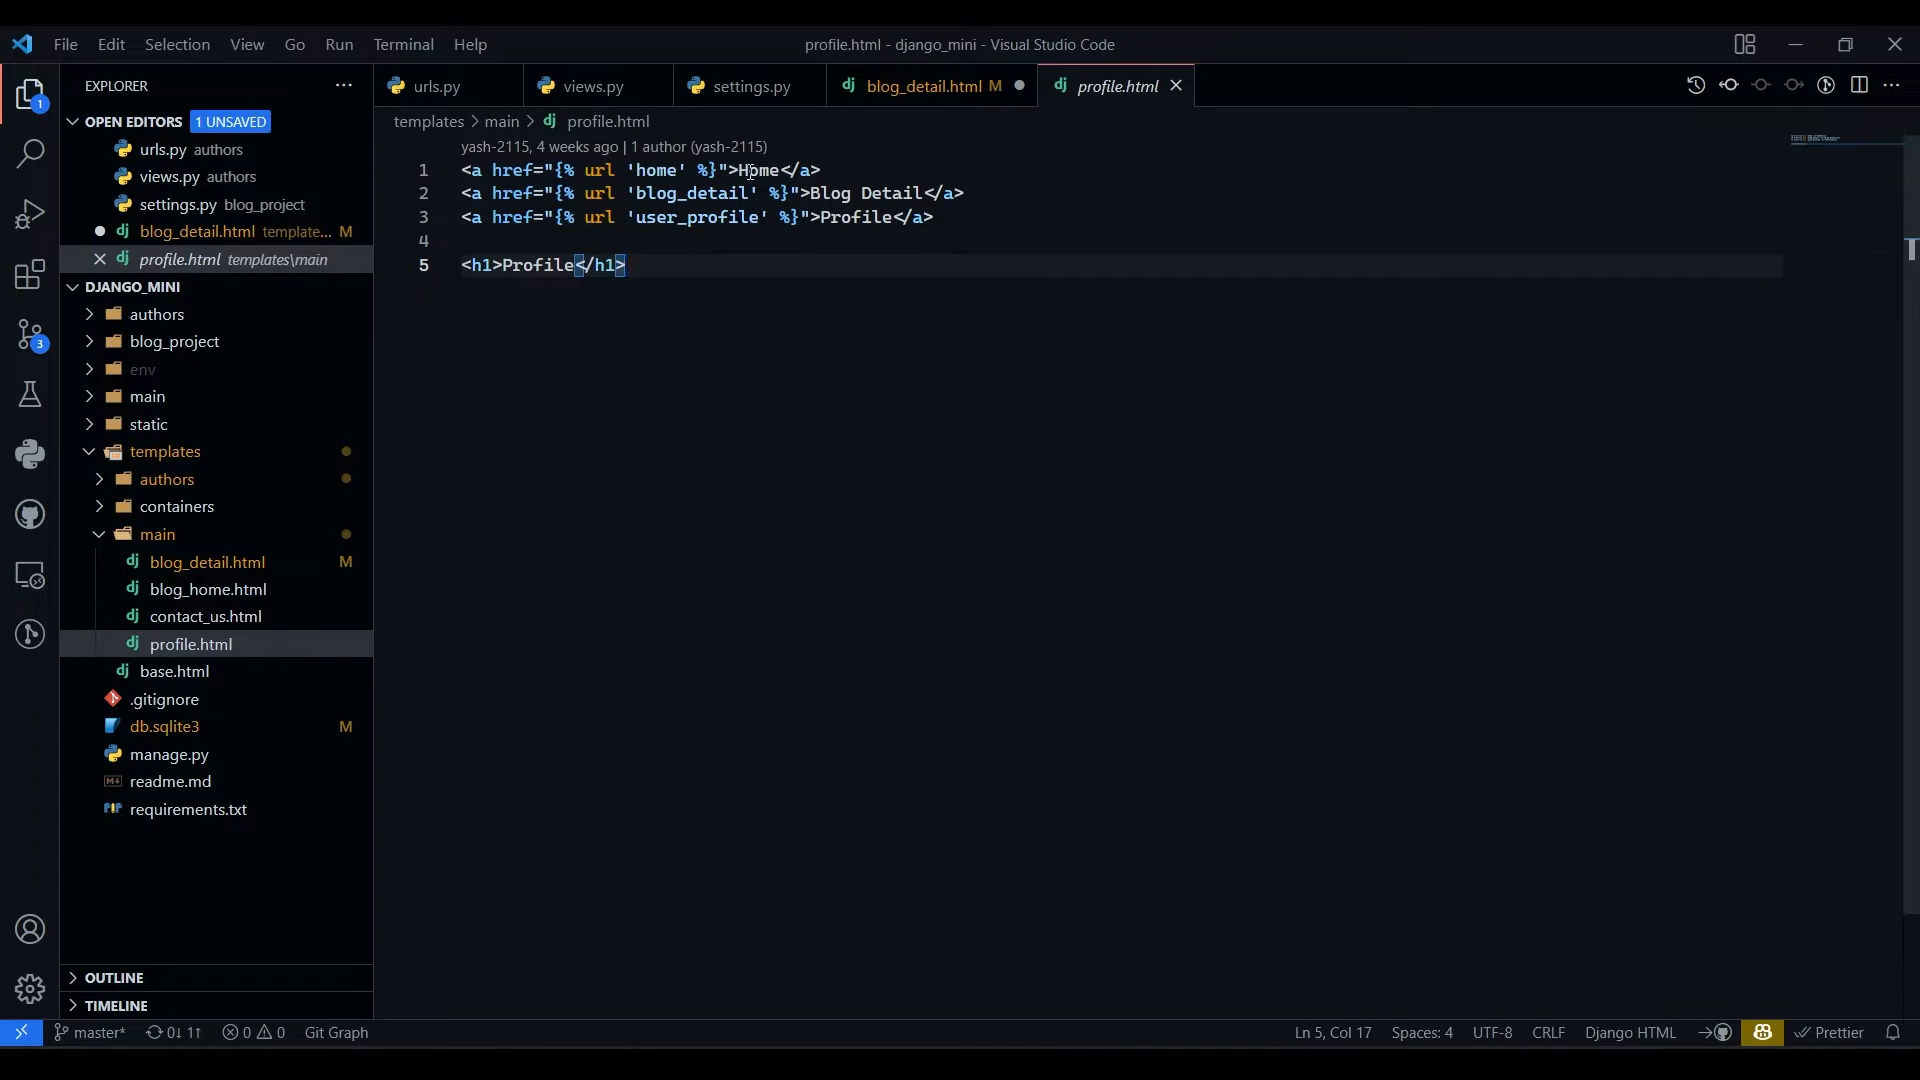 File Edit Selection View Go Run Terminal Help
profile.html - django_mini - Visual Studio Code
EXPLORER
urls.py
views.py
settings.py
blog_detail.html M
profile.html
1
OPEN EDITORS 1 UNSAVED
urls.py authors
views.py authors
settings.py blog_project
blog_detail.html template... M
profile.html templates\main
DJANGO_MINI
authors
blog_project
env
main
static
templates
authors
containers
main
blog_detail.html M
blog_home.html
contact_us.html
profile.html
base.html
.gitignore
db.sqlite3 M
manage.py
readme.md
requirements.txt
3
OUTLINE
TIMELINE
templates > main > profile.html
yash-2115, 4 weeks ago | 1 author (yash-2115)
1 <a href="{% url 'home' %}">Home</a>
2 <a href="{% url 'blog_detail' %}">Blog Detail</a>
3 <a href="{% url 'user_profile' %}">Profile</a>
4
5 <h1>Profile</h1>
master* 0↓ 1↑ 0 0 Git Graph
Ln 5, Col 17 Spaces: 4 UTF-8 CRLF Django HTML Prettier